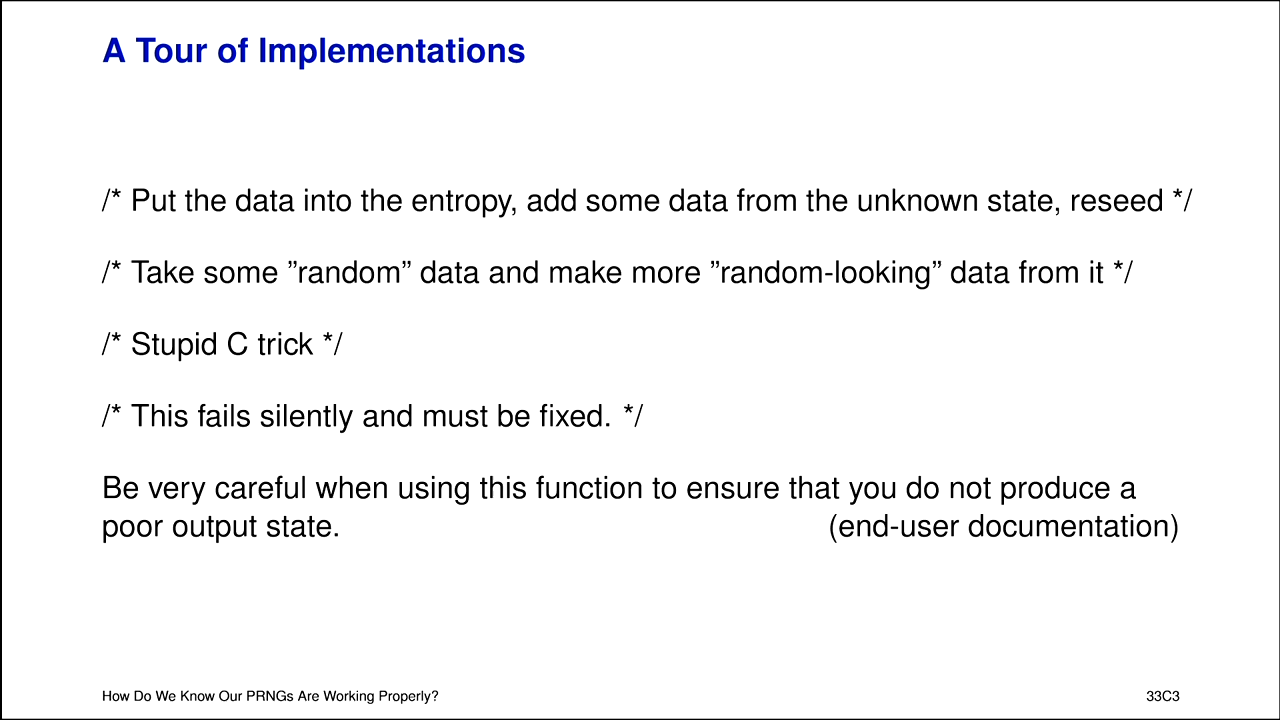 A Tour of Implementations
/* Put the data into the entropy, add some data from the unknown state, reseed */
/* Take some ”random” data and make more ”random-looking” data from it */
/* Stupid C trick */
/* This fails silently and must be fixed. */
Be very careful when using this function to ensure that you do not produce a
poor output state. (end-user documentation)
How Do We Know Our PRNGs Are Working Properly? 33C3